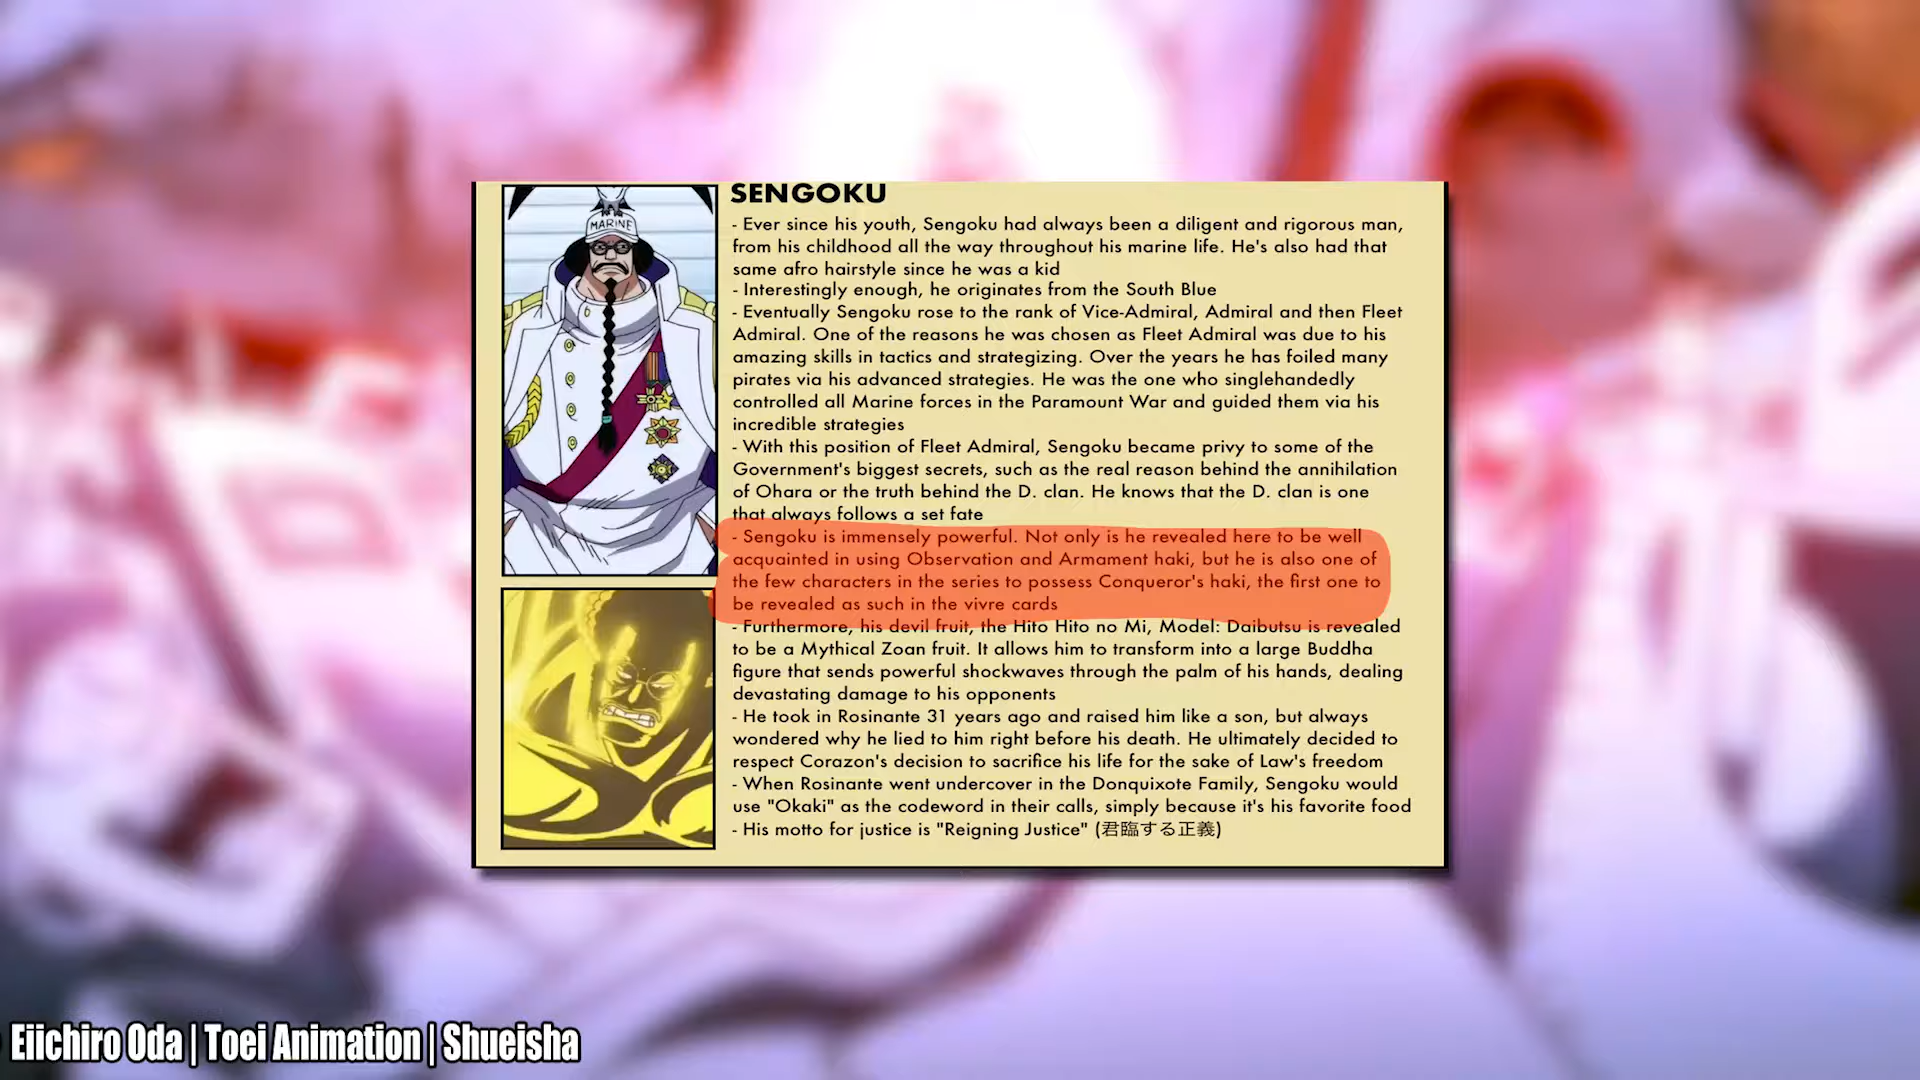 SENGOKU
- Ever since his youth, Sengoku had always been a diligent and rigorous man,
from his childhood all the way throughout his marine life. He's also had that
same afro hairstyle since he was a kid
- Interestingly enough, he originates from the South Blue
- Eventually Sengoku rose to the rank of Vice-Admiral, Admiral and then Fleet
Admiral. One of the reasons he was chosen as Fleet Admiral was due to his
amazing skills in tactics and strategizing. Over the years he has foiled many
pirates via his advanced strategies. He was the one who singlehandedly
controlled all Marine forces in the Paramount War and guided them via his
incredible strategies
- With this position of Fleet Admiral, Sengoku became privy to some of the
Government's biggest secrets, such as the real reason behind the annihilation
of Ohara or the truth behind the D. clan. He knows that the D. clan is one
that always follows a set fate
- Sengoku is immensely powerful. Not only is he revealed here to be well
acquainted in using Observation and Armament haki, but he is also one of
the few characters in the series to possess Conqueror's haki, the first one to
be revealed as such in the vivre cards
- Furthermore, his devil fruit, the Hito Hito no Mi, Model: Daibutsu is revealed
to be a Mythical Zoan fruit. It allows him to transform into a large Buddha
figure that sends powerful shockwaves through the palm of his hands, dealing
devastating damage to his opponents
- He took in Rosinante 31 years ago and raised him like a son, but always
wondered why he lied to him right before his death. He ultimately decided to
respect Corazon's decision to sacrifice his life for the sake of Law's freedom
- When Rosinante went undercover in the Donquixote Family, Sengoku would
use "Okaki" as the codeword in their calls, simply because it's his favorite food
- His motto for justice is "Reigning Justice" (君臨する正義)
MARINE
Eiichiro Oda | Toei Animation | Shueisha